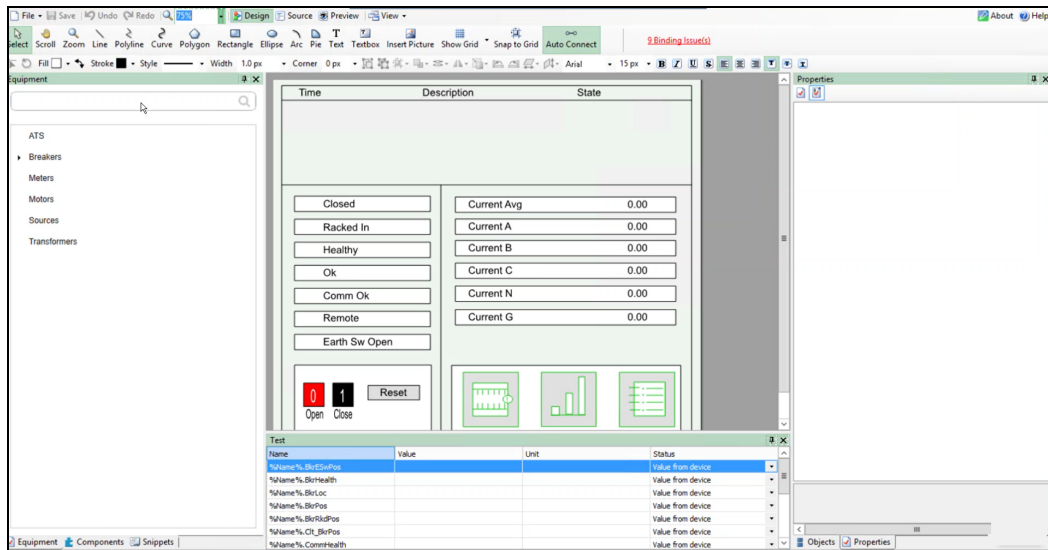 File Save Undo Redo 75% Design Source Preview View About Help
Select Scroll Zoom Line Polyline Curve Polygon Rectangle Ellipse Arc Pie Text Textbox Insert Picture Show Grid Snap to Grid Auto Connect 9 Binding Issue(s)
Fill Stroke Style Width 1.0 px Corner 0 px Arial 15 px B I U S
Equipment
Properties
Time Description State
ATS
Breakers
Meters
Motors
Sources
Transformers
Closed
Racked In
Healthy
Ok
Comm Ok
Remote
Earth Sw Open
Current Avg 0.00
Current A 0.00
Current B 0.00
Current C 0.00
Current N 0.00
Current G 0.00
0 1 Reset
Open Close
Test
Name Value Unit Status
%Name%.BkrESwPos Value from device
%Name%.BkrHealth Value from device
%Name%.BkrLoc Value from device
%Name%.BkrPos Value from device
%Name%.BkrRkdPos Value from device
%Name%.Clt_BkrPos Value from device
%Name%.CommHealth Value from device
Equipment Components Snippets
Objects Properties